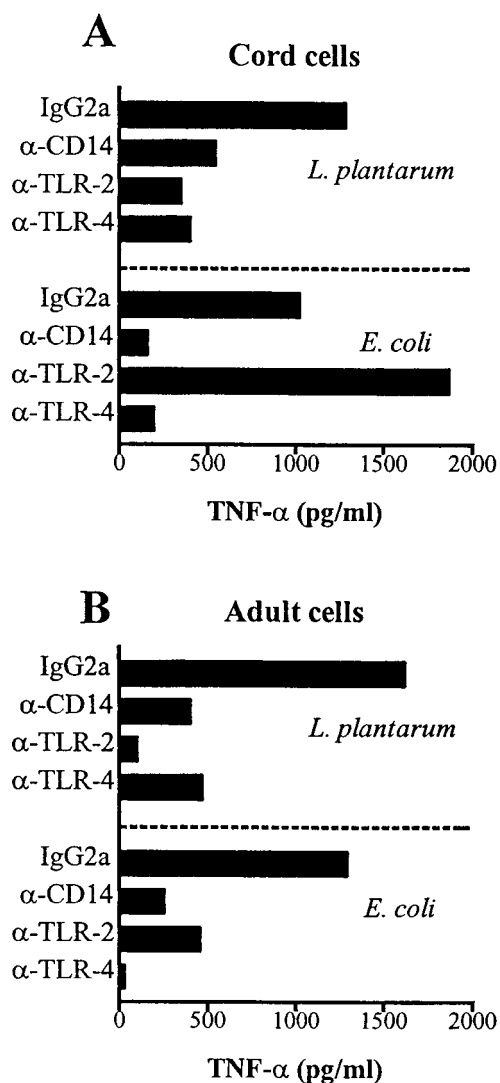 A
Cord cells
IgG2a
α-CD14
L. plantarum
α-TLR-2
α-TLR-4
IgG2a
α-CD14
E. coli
α-TLR-2
α-TLR-4
0 500 1000 1500 2000
TNF-α (pg/ml)
B
Adult cells
IgG2a
α-CD14
L. plantarum
α-TLR-2
α-TLR-4
IgG2a
α-CD14
E. coli
α-TLR-2
α-TLR-4
0 500 1000 1500 2000
TNF-α (pg/ml)